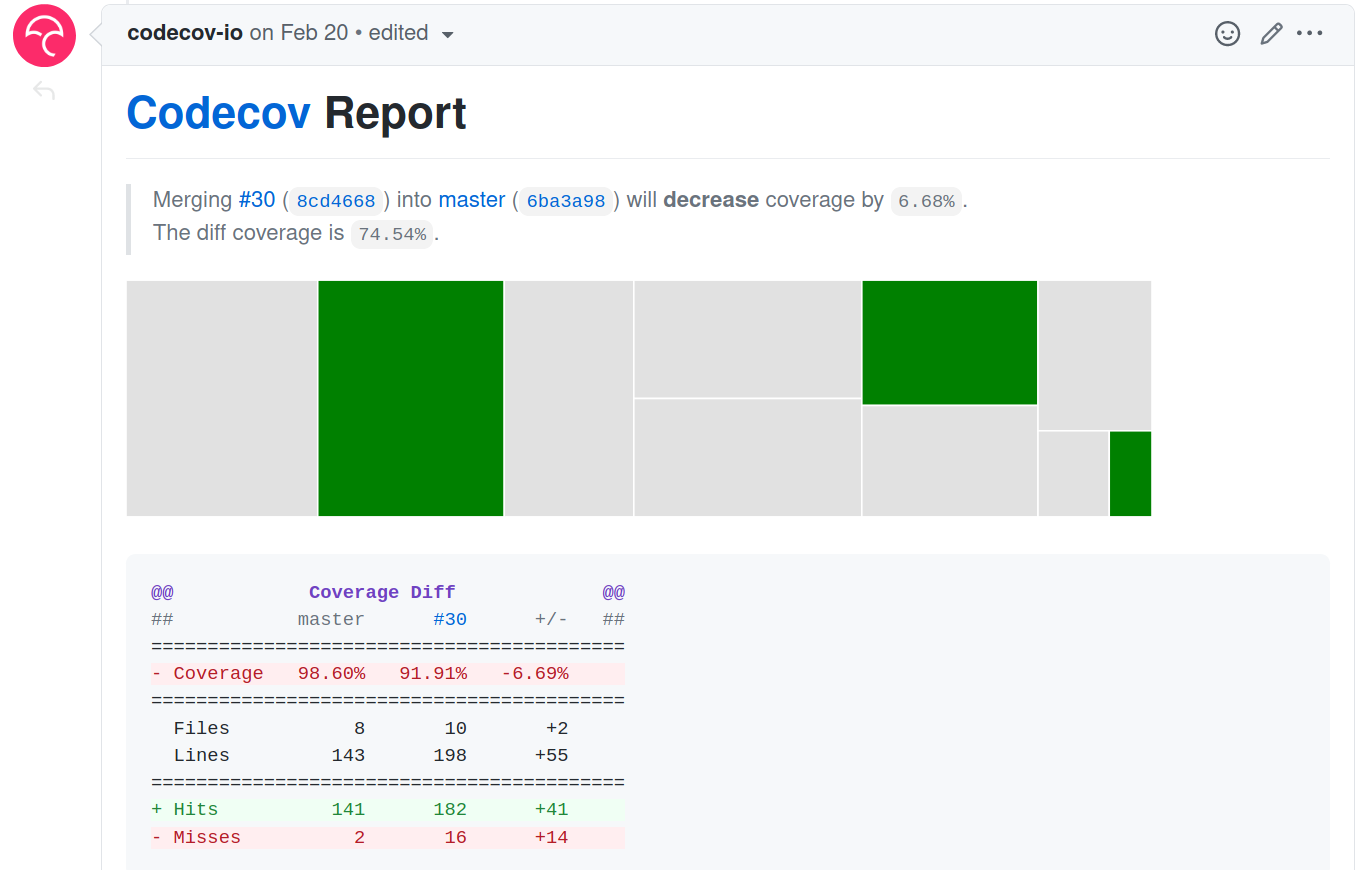 codecov-io on Feb 20 • edited
Codecov Report
Merging #30 (8cd4668) into master (6ba3a98) will decrease coverage by 6.68%.
The diff coverage is 74.54%.
@@ Coverage Diff @@
## master #30 +/- ##
==========================================
- Coverage 98.60% 91.91% -6.69%
==========================================
Files 8 10 +2
Lines 143 198 +55
==========================================
+ Hits 141 182 +41
- Misses 2 16 +14